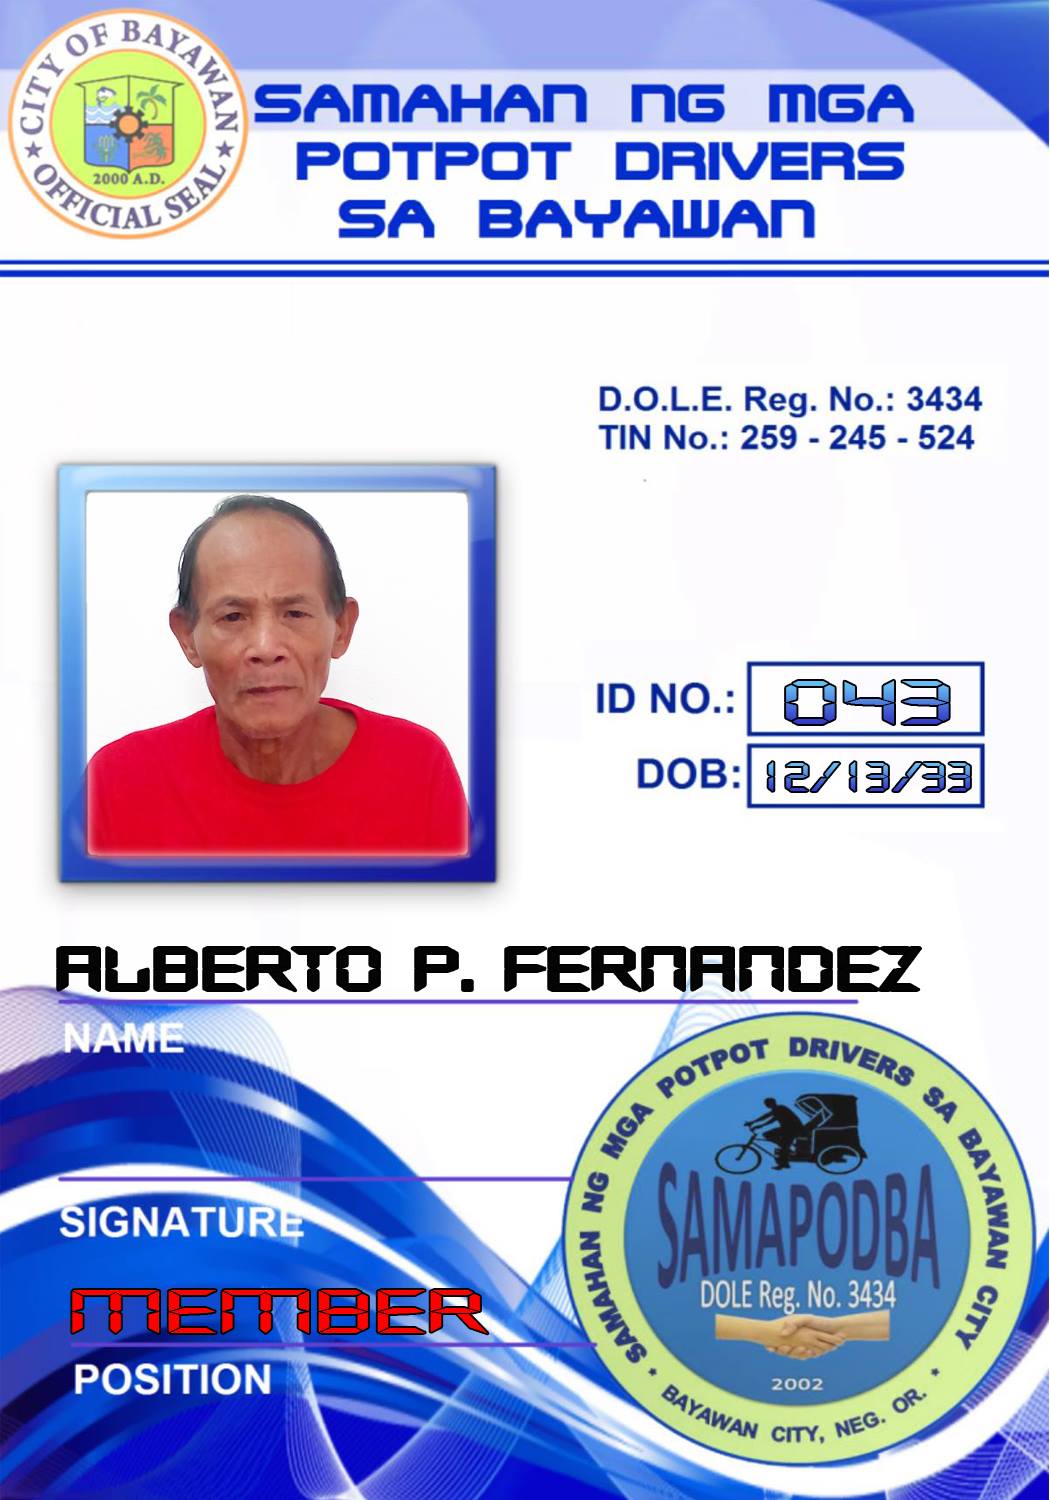 CITY OF BAYAWAN
2000 A.D.
★ OFFICIAL SEAL ★
SAMAHAN NG MGA
POTPOT DRIVERS
SA BAYAWAN
D.O.L.E. Reg. No.: 3434
TIN No.: 259 - 245 - 524
ID NO.: 043
DOB: 12/13/33
ALBERTO P. FERNANDEZ
NAME
SIGNATURE
MEMBER
POSITION
SAMAHAN NG MGA POTPOT DRIVERS SA BAYAWAN CITY
SAMAPODBA
DOLE Reg. No. 3434
2002
* BAYAWAN CITY, NEG. OR. *